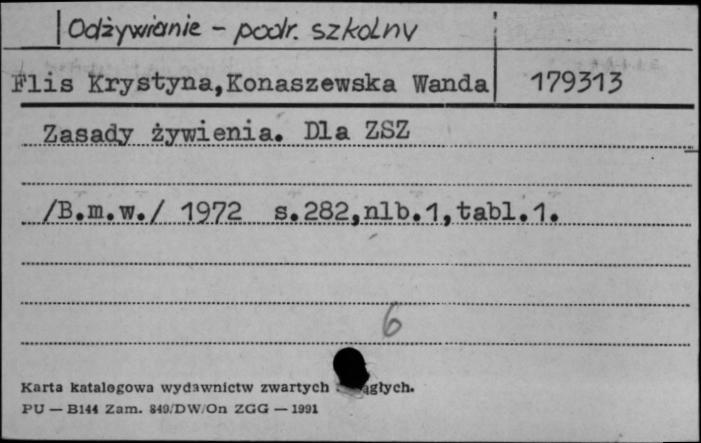 Odżywianie - podr. szkolny
Flis Krystyna, Konaszewska Wanda 179313
Zasady żywienia. Dla ZSZ
/B.m.w./ 1972 s.282,nlb.1,tabl.1.
6
Karta katalogowa wydawnictw zwartych
PU — B144 Zam. 849/DW/On ZGG — 1991